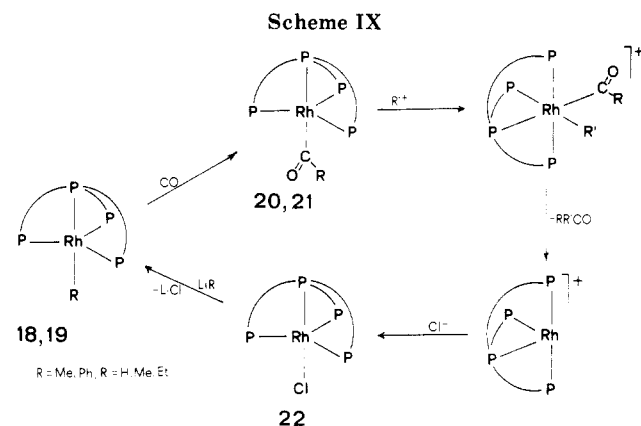 Scheme IX
P
P
P
Rh
P
C
O
R
20, 21
R'+
P
P
Rh
P
P
C
O
R
R'
]+
CO
-RR'CO
P
P
P
Rh
P
R
18, 19
LiR
-LiCl
P
P
P
Rh
P
Cl
22
Cl-
P
P
Rh
P
P
]+
R = Me, Ph, R = H, Me, Et